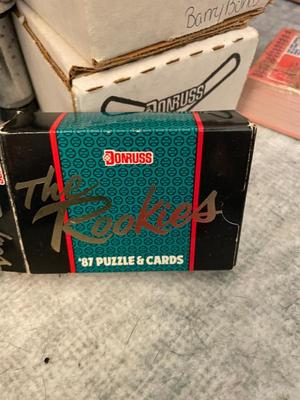 Barry Bonds
DONRUSS
DONRUSS
The
Rookies
'87 PUZZLE & CARDS